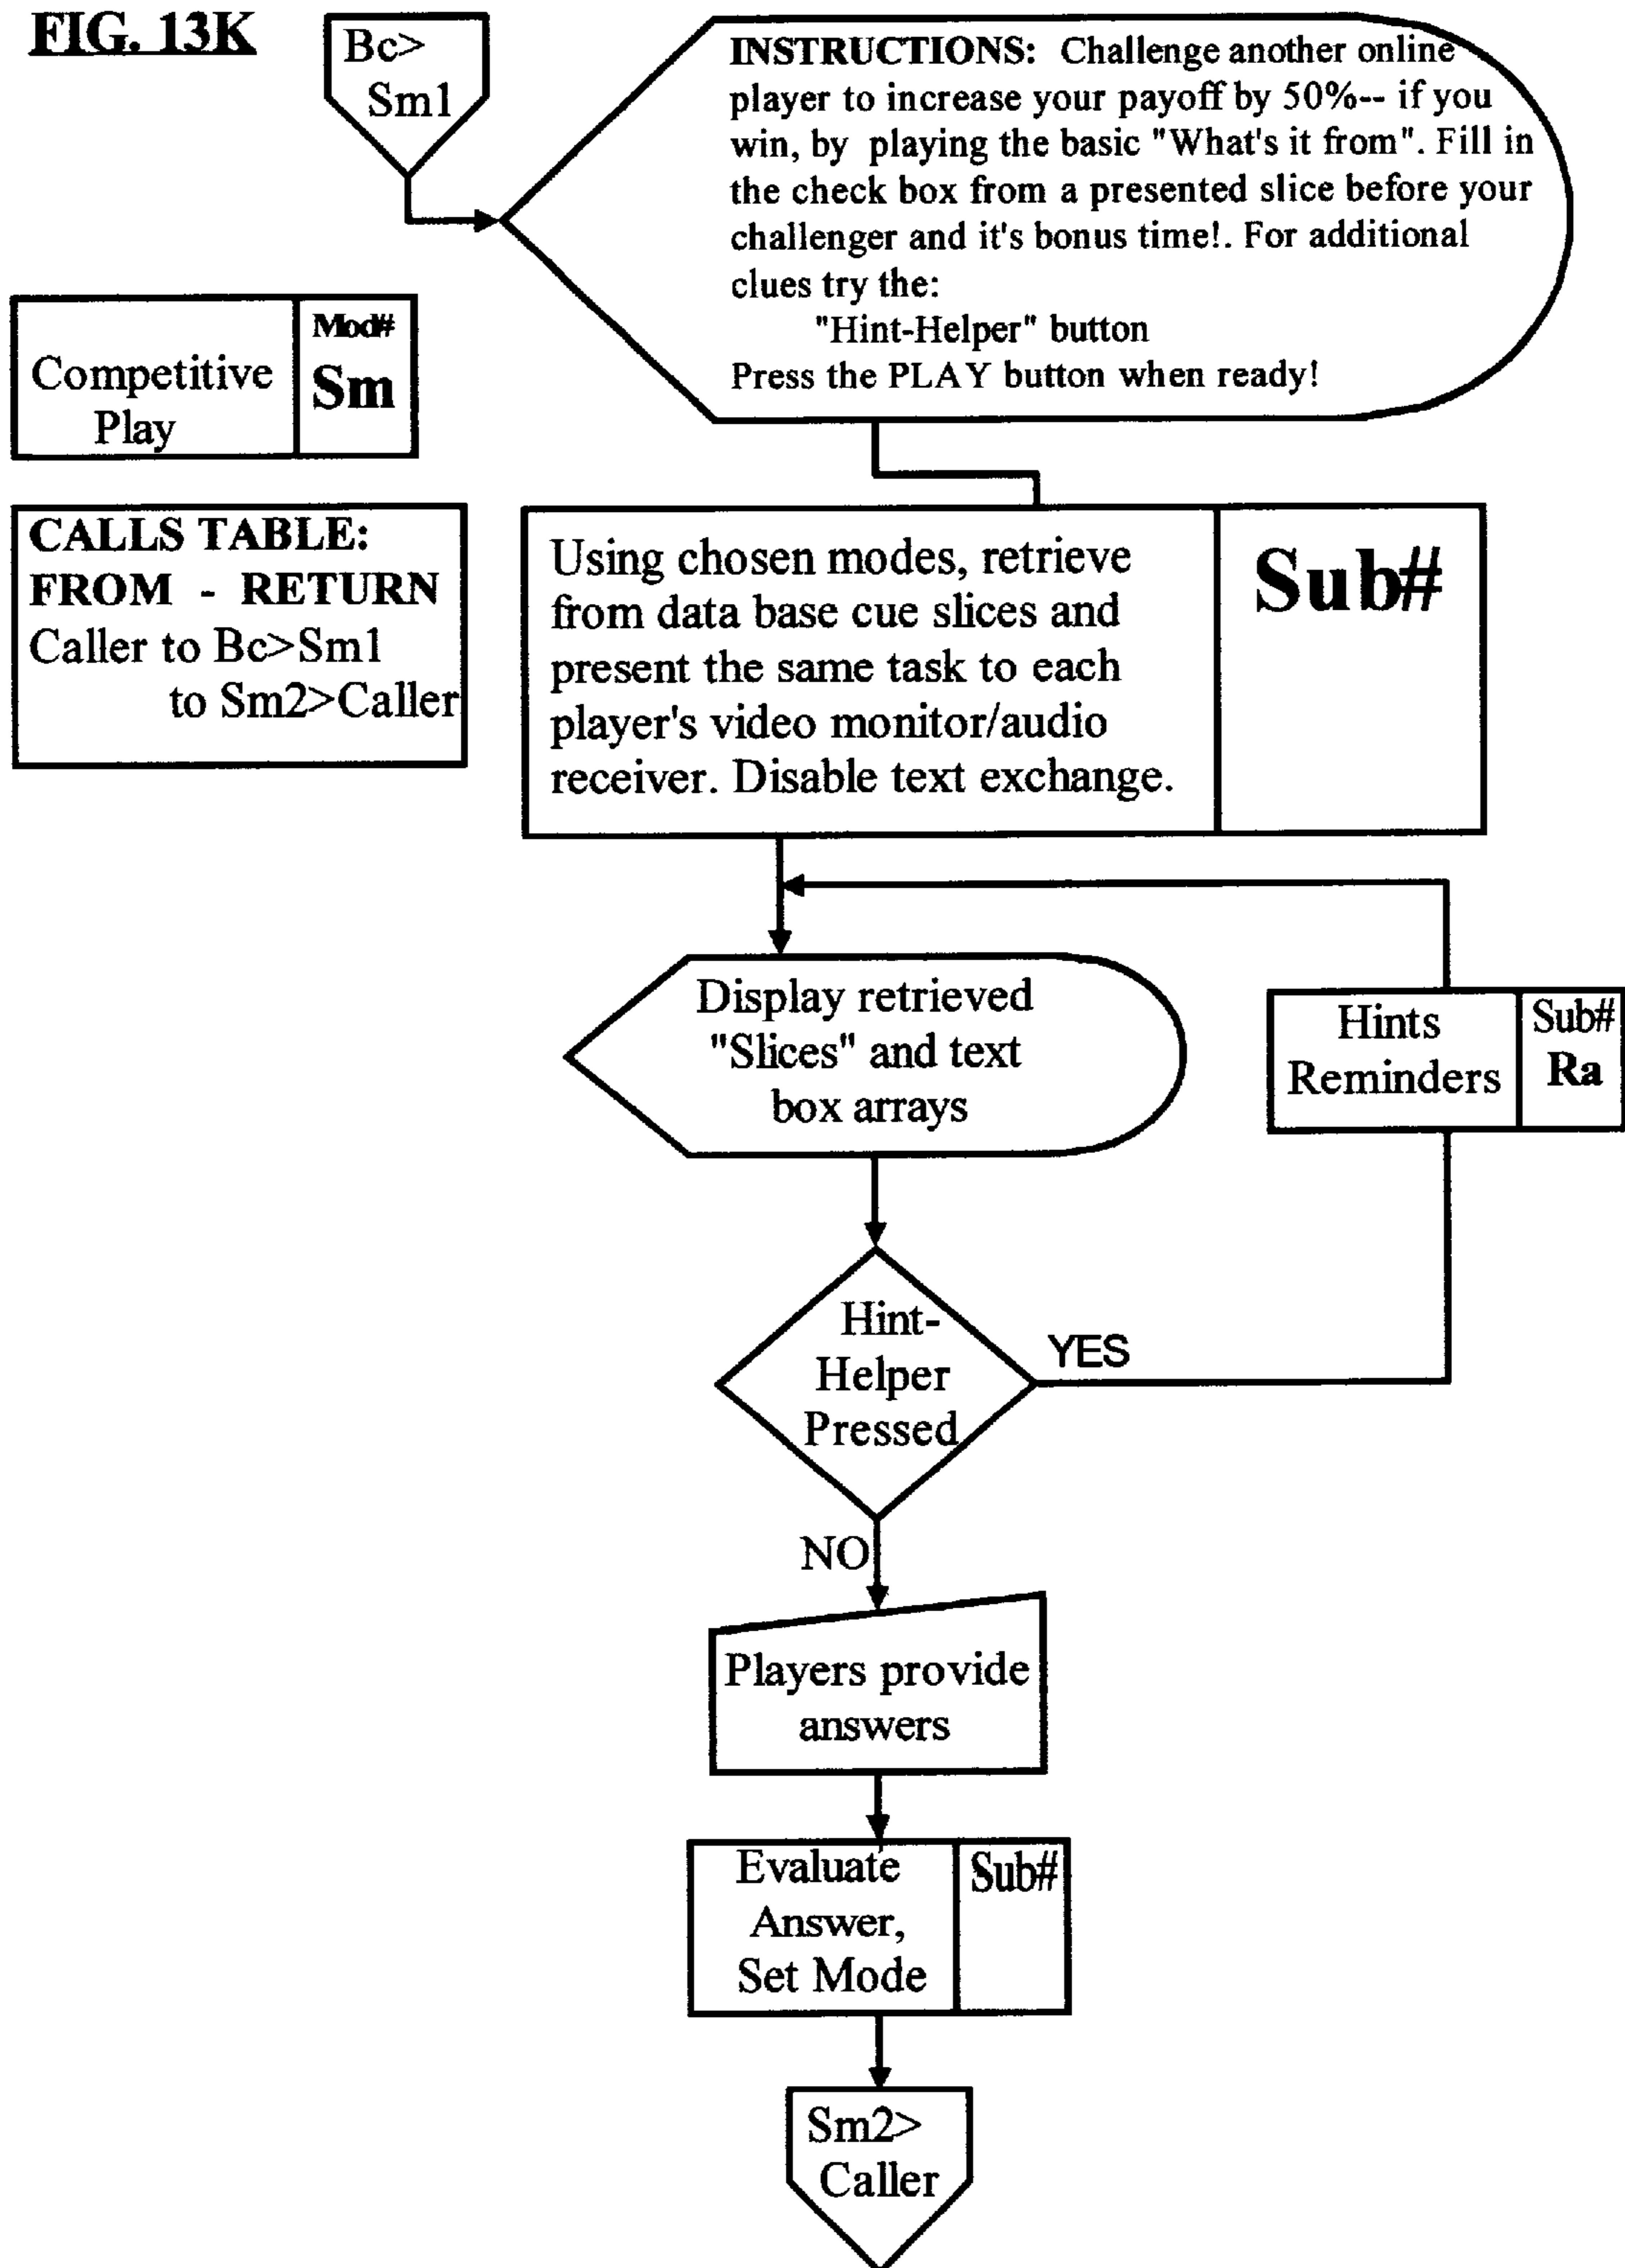 FIG. 13K
Bc>
Sm1
INSTRUCTIONS: Challenge another online
player to increase your payoff by 50%-- if you
win, by playing the basic "What's it from". Fill in
the check box from a presented slice before your
challenger and it's bonus time!. For additional
clues try the:
"Hint-Helper" button
Press the PLAY button when ready!
Competitive
Play
Mod#
Sm
CALLS TABLE:
FROM - RETURN
Caller to Bc>Sm1
to Sm2>Caller
Using chosen modes, retrieve
from data base cue slices and
present the same task to each
player's video monitor/audio
receiver. Disable text exchange.
Sub#
Display retrieved
"Slices" and text
box arrays
Hints
Reminders
Sub#
Ra
Hint-
Helper
Pressed
YES
NO
Players provide
answers
Evaluate
Answer,
Set Mode
Sub#
Sm2>
Caller